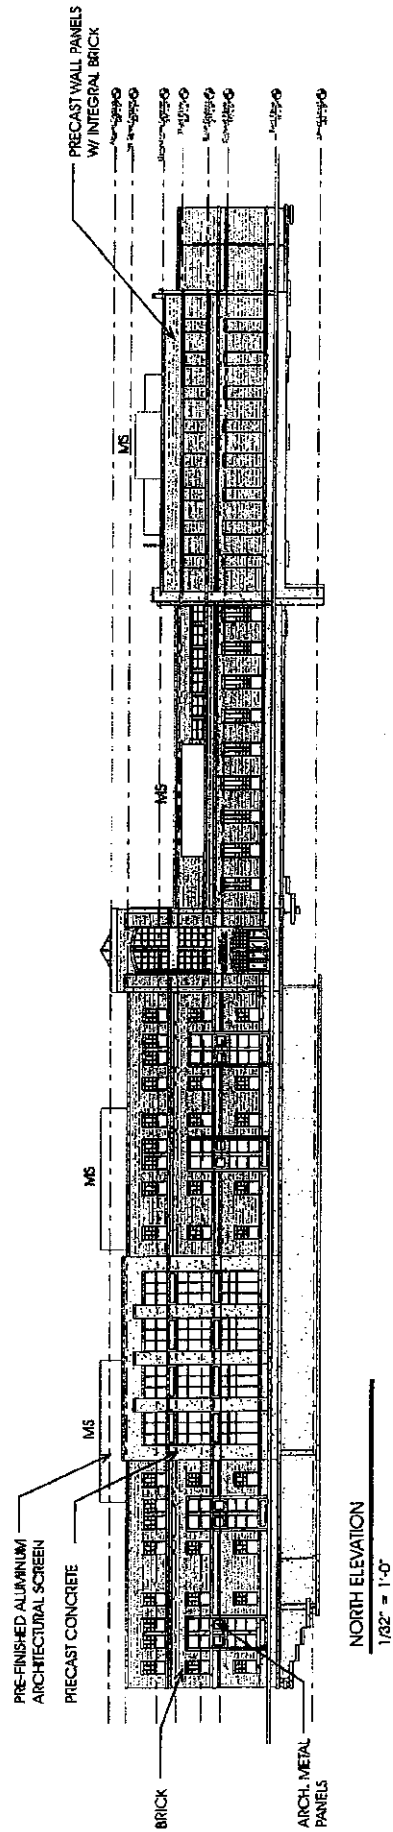 PRECAST WALL PANELS
W/ INTEGRAL BRICK
MS
MS
MS
MS
PRE-FINISHED ALUMINUM
ARCHITECTURAL SCREEN
PRECAST CONCRETE
BRICK
ARCH. METAL
PANELS
NORTH ELEVATION
1/32" = 1'-0"